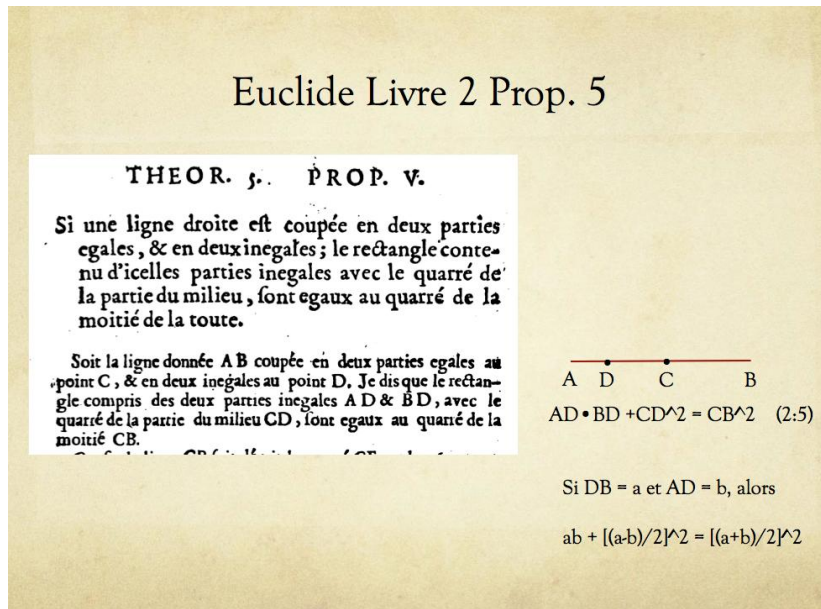 Euclide Livre 2 Prop. 5
THEOR. 5. PROP. V.
Si une ligne droite eſt coupée en deux parties
egales, & en deux inegales; le rectangle conte-
nu d'icelles parties inegales avec le quarré de
la partie du milieu, ſont egaux au quarré de la
moitié de la toute.
Soit la ligne donnée AB coupée en deux parties egales au
point C, & en deux inegales au point D. Je dis que le rectan-
gle compris des deux parties inegales AD & BD, avec le
quarré de la partie du milieu CD, ſont egaux au quarré de la
moitié CB.
A D C B
AD•BD +CD^2 = CB^2 (2:5)
Si DB = a et AD = b, alors
ab + [(a-b)/2]^2 = [(a+b)/2]^2